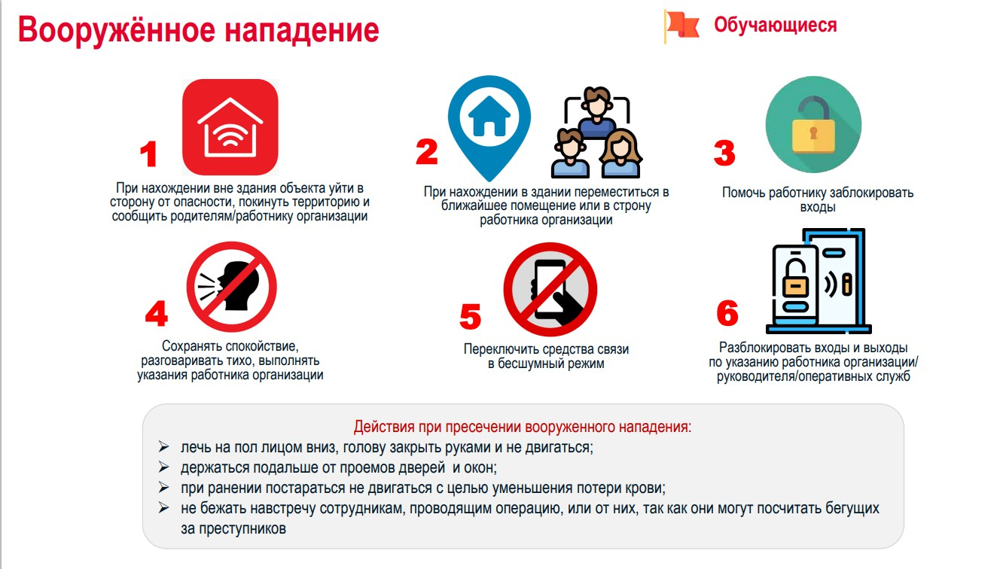 Вооружённое нападение
Обучающиеся
1
При нахождении вне здания объекта уйти в
сторону от опасности, покинуть территорию и
сообщить родителям/работнику организации
2
При нахождении в здании переместиться в
ближайшее помещение или в строну
работника организации
3
Помочь работнику заблокировать
входы
4
Сохранять спокойствие,
разговаривать тихо, выполнять
указания работника организации
5
Переключить средства связи
в бесшумный режим
6
Разблокировать входы и выходы
по указанию работника организации/
руководителя/оперативных служб
Действия при пресечении вооруженного нападения:
лечь на пол лицом вниз, голову закрыть руками и не двигаться;
держаться подальше от проемов дверей и окон;
при ранении постараться не двигаться с целью уменьшения потери крови;
не бежать навстречу сотрудникам, проводящим операцию, или от них, так как они могут посчитать бегущих
за преступников